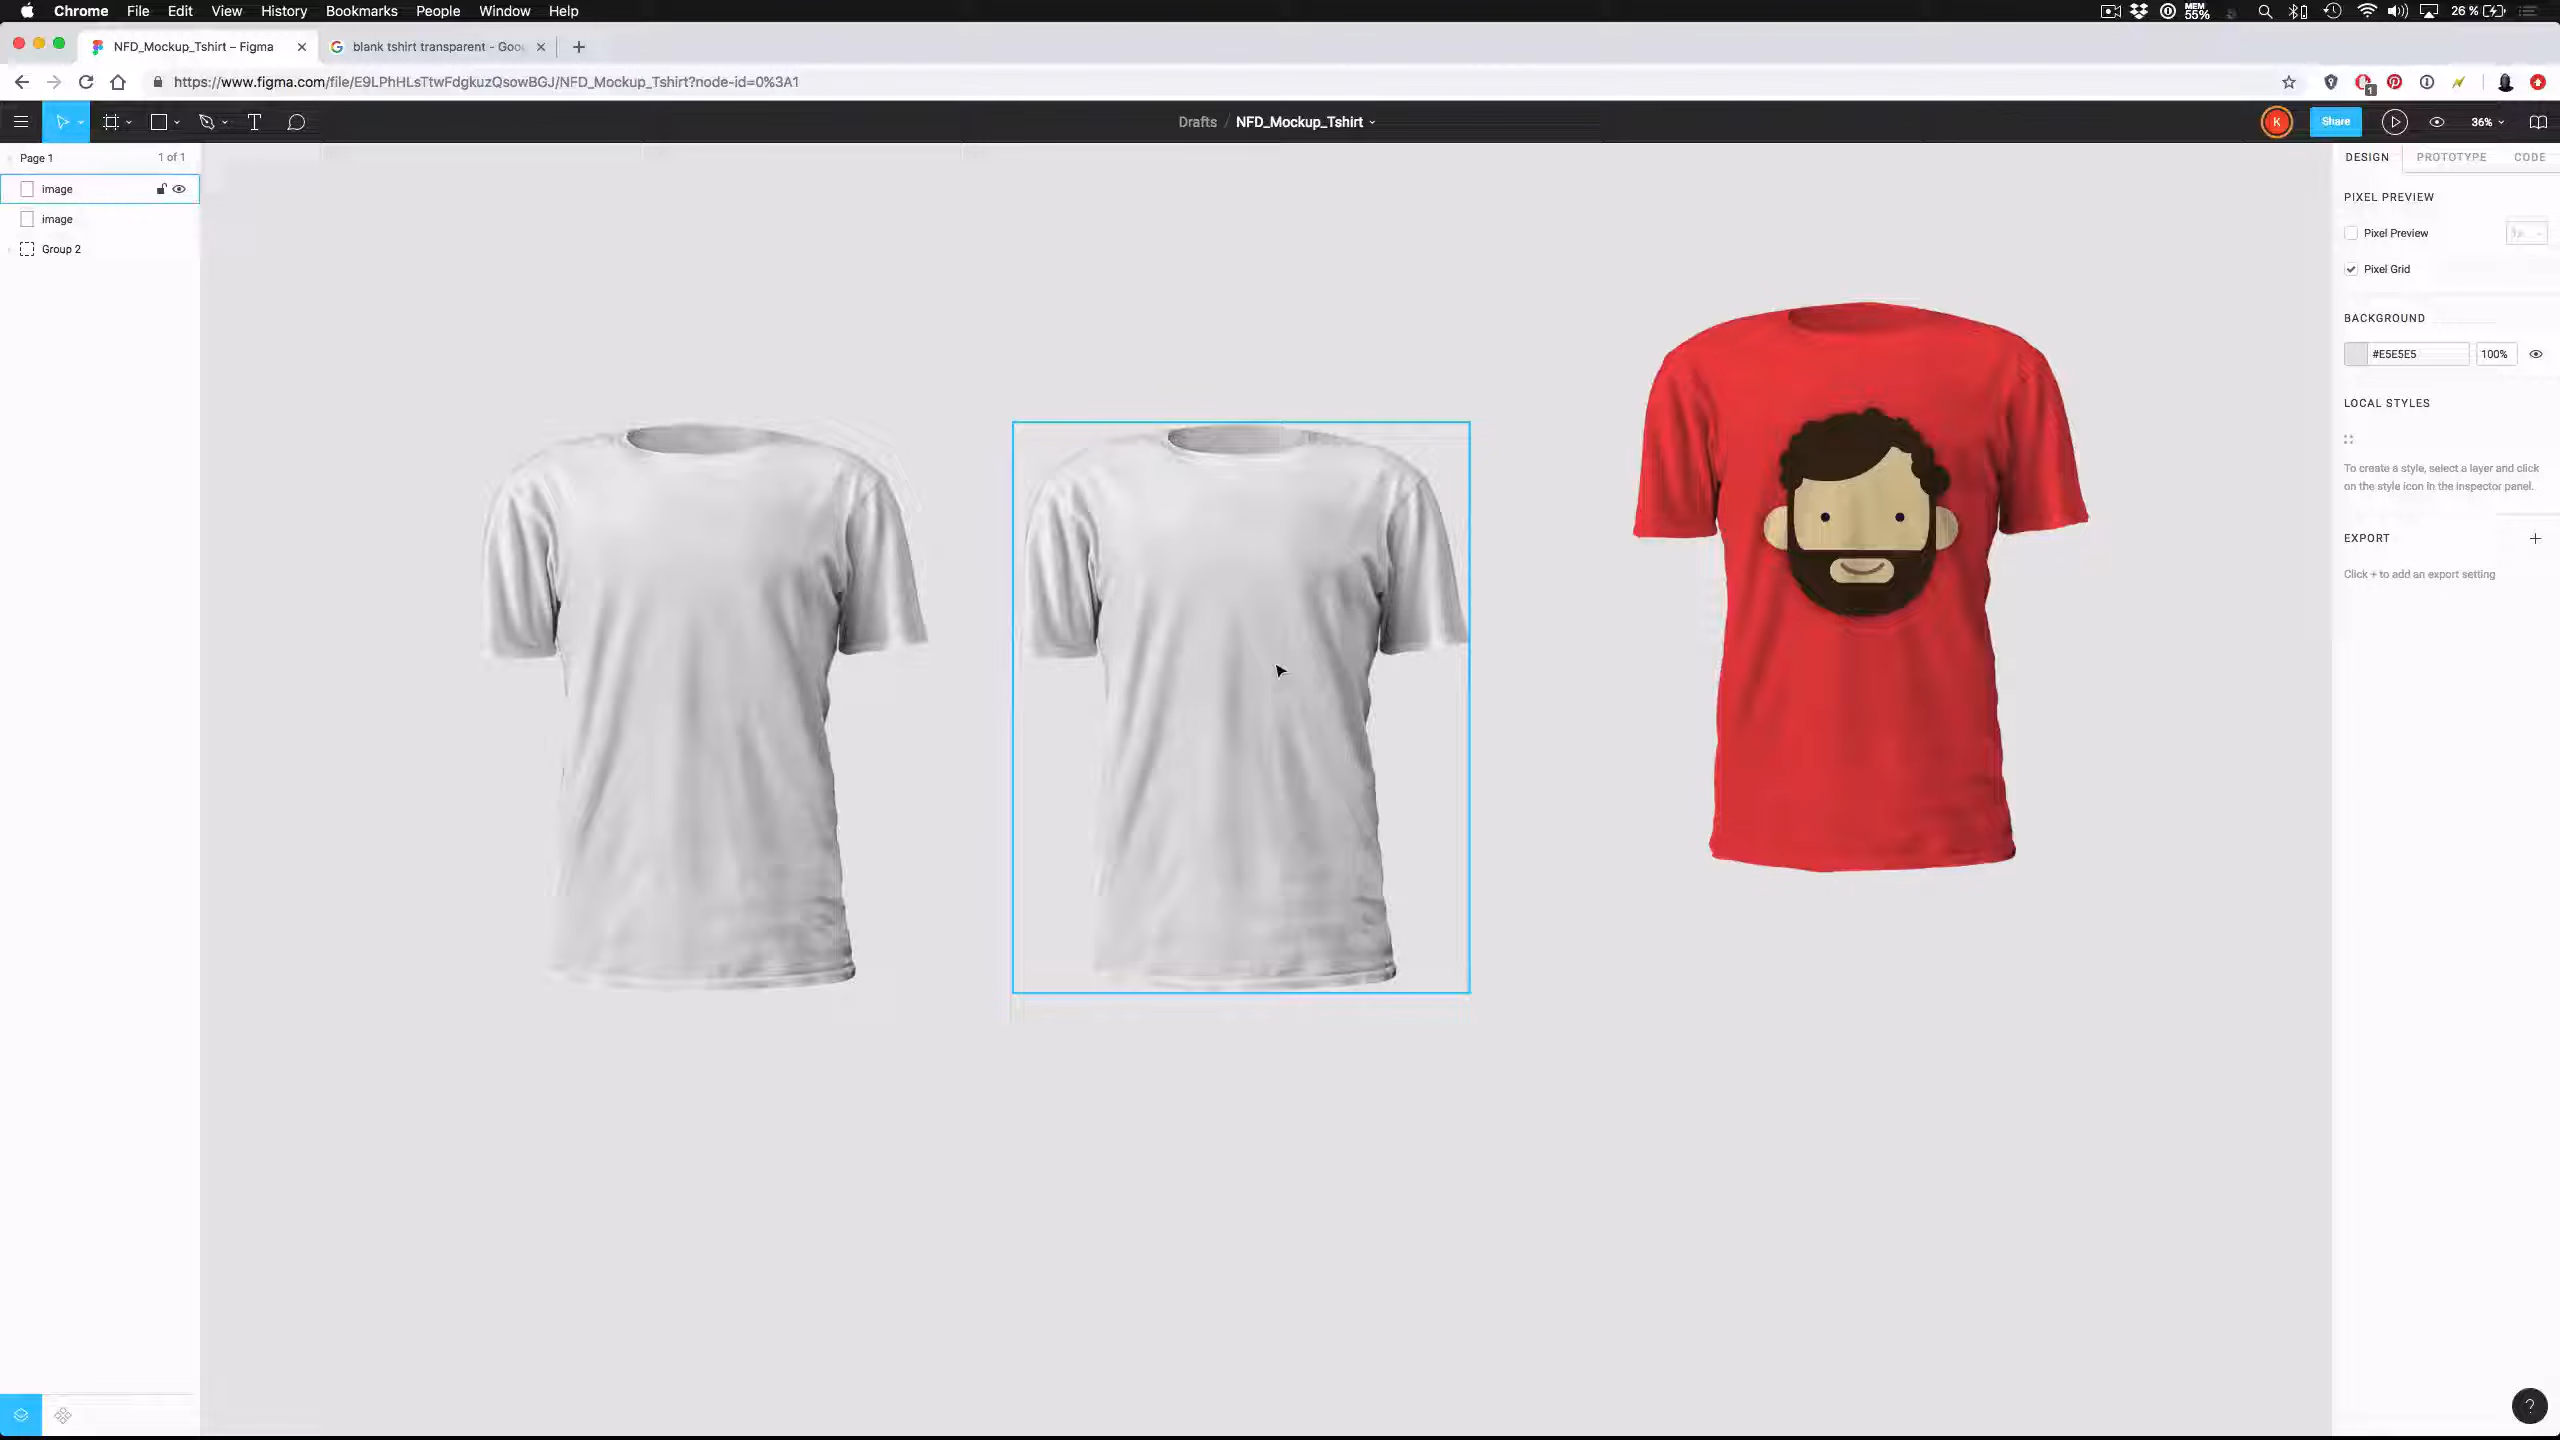 Chrome File Edit View History Bookmarks People Window Help
MEM 55% 26 %
NFD_Mockup_Tshirt – Figma
blank tshirt transparent - Goo
https://www.figma.com/file/E9LPhHLsTtwFdgkuzQsowBGJ/NFD_Mockup_Tshirt?node-id=0%3A1
1
T
Drafts / NFD_Mockup_Tshirt
K Share 36%
Page 1 1 of 1
image
image
Group 2
DESIGN PROTOTYPE CODE
PIXEL PREVIEW
Pixel Preview
Pixel Grid
BACKGROUND
#E5E5E5 100%
LOCAL STYLES
To create a style, select a layer and click
on the style icon in the inspector panel.
EXPORT
Click + to add an export setting
?